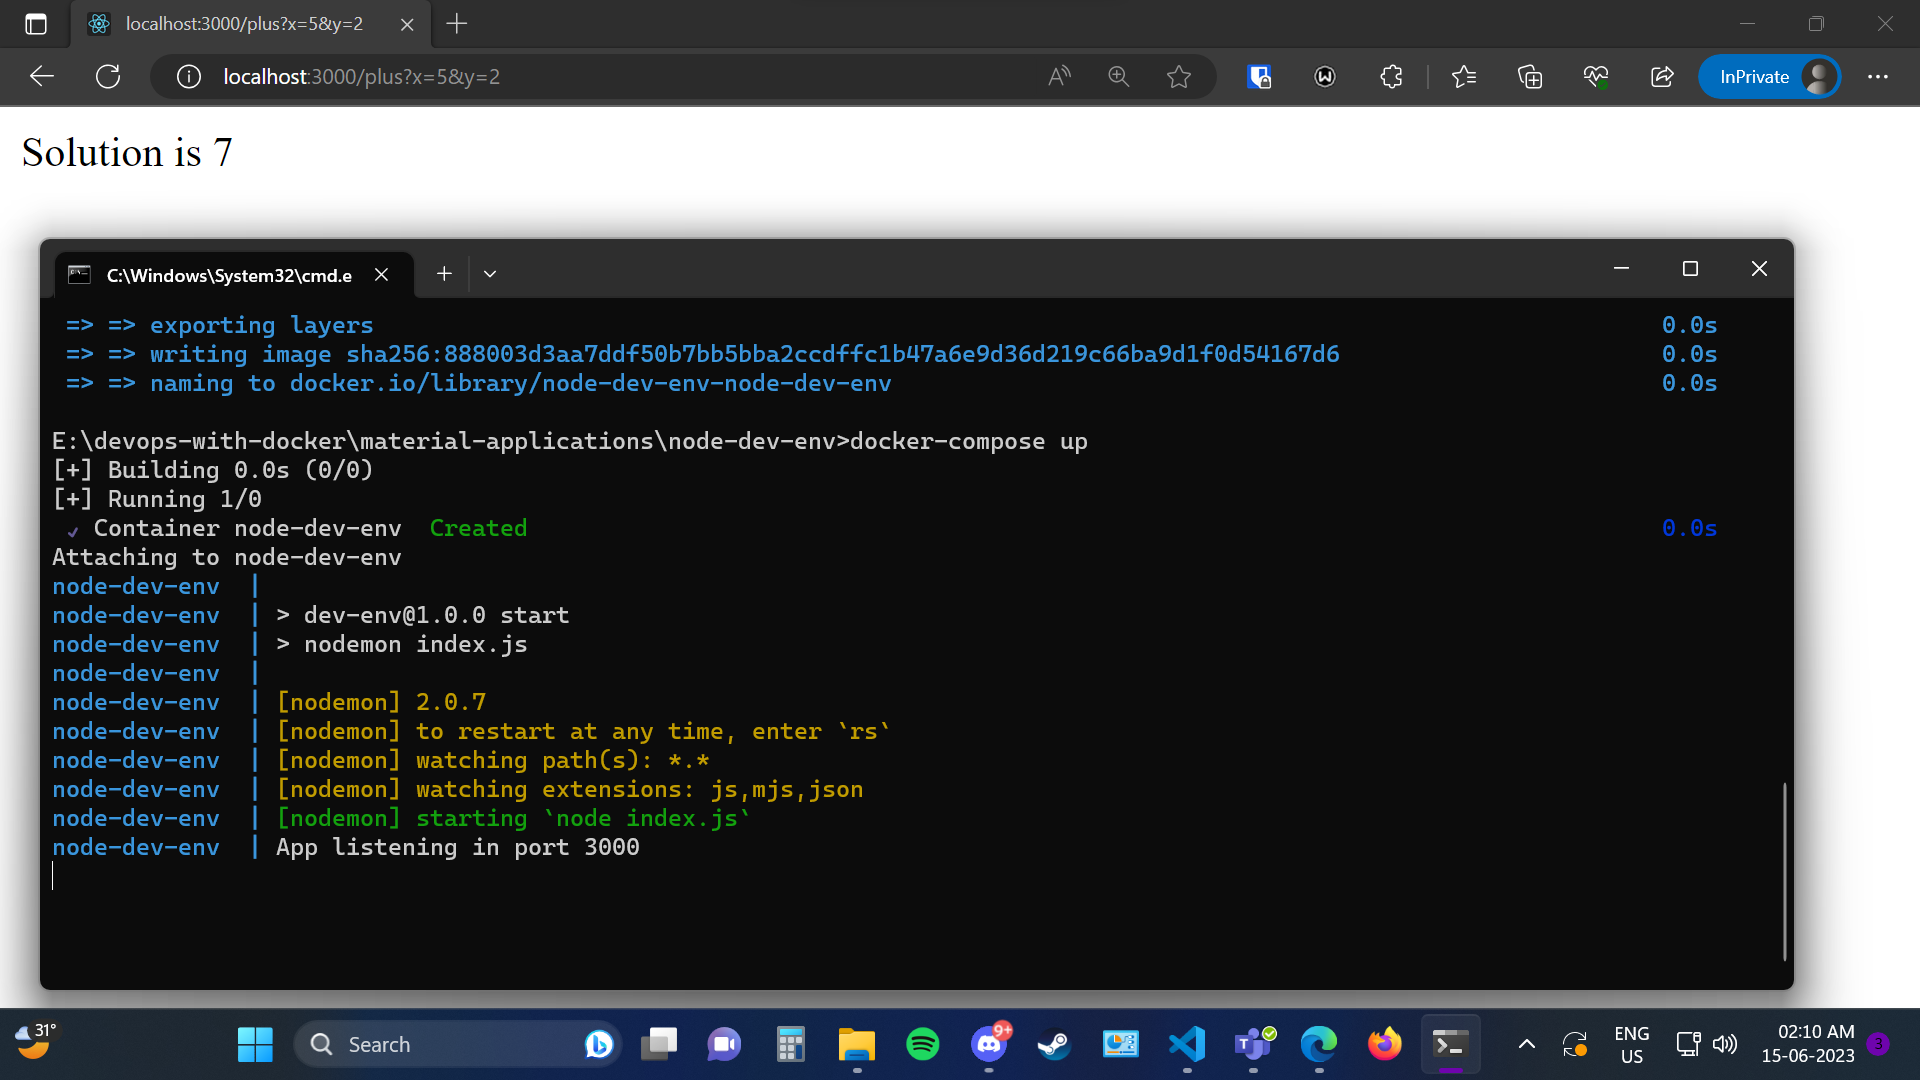 localhost:3000/plus?x=5&y=2
localhost:3000/plus?x=5&y=2
InPrivate
Solution is 7
C:\Windows\System32\cmd.e
=> => exporting layers 0.0s
=> => writing image sha256:888003d3aa7ddf50b7bb5bba2ccdffc1b47a6e9d36d219c66ba9d1f0d54167d6 0.0s
=> => naming to docker.io/library/node-dev-env-node-dev-env 0.0s
E:\devops-with-docker\material-applications\node-dev-env>docker-compose up
[+] Building 0.0s (0/0)
[+] Running 1/0
✓ Container node-dev-env Created 0.0s
Attaching to node-dev-env
node-dev-env |
node-dev-env | > dev-env@1.0.0 start
node-dev-env | > nodemon index.js
node-dev-env |
node-dev-env | [nodemon] 2.0.7
node-dev-env | [nodemon] to restart at any time, enter `rs`
node-dev-env | [nodemon] watching path(s): *.*
node-dev-env | [nodemon] watching extensions: js,mjs,json
node-dev-env | [nodemon] starting `node index.js`
node-dev-env | App listening in port 3000
31°
Search
9+
ENG
US
02:10 AM
15-06-2023
3